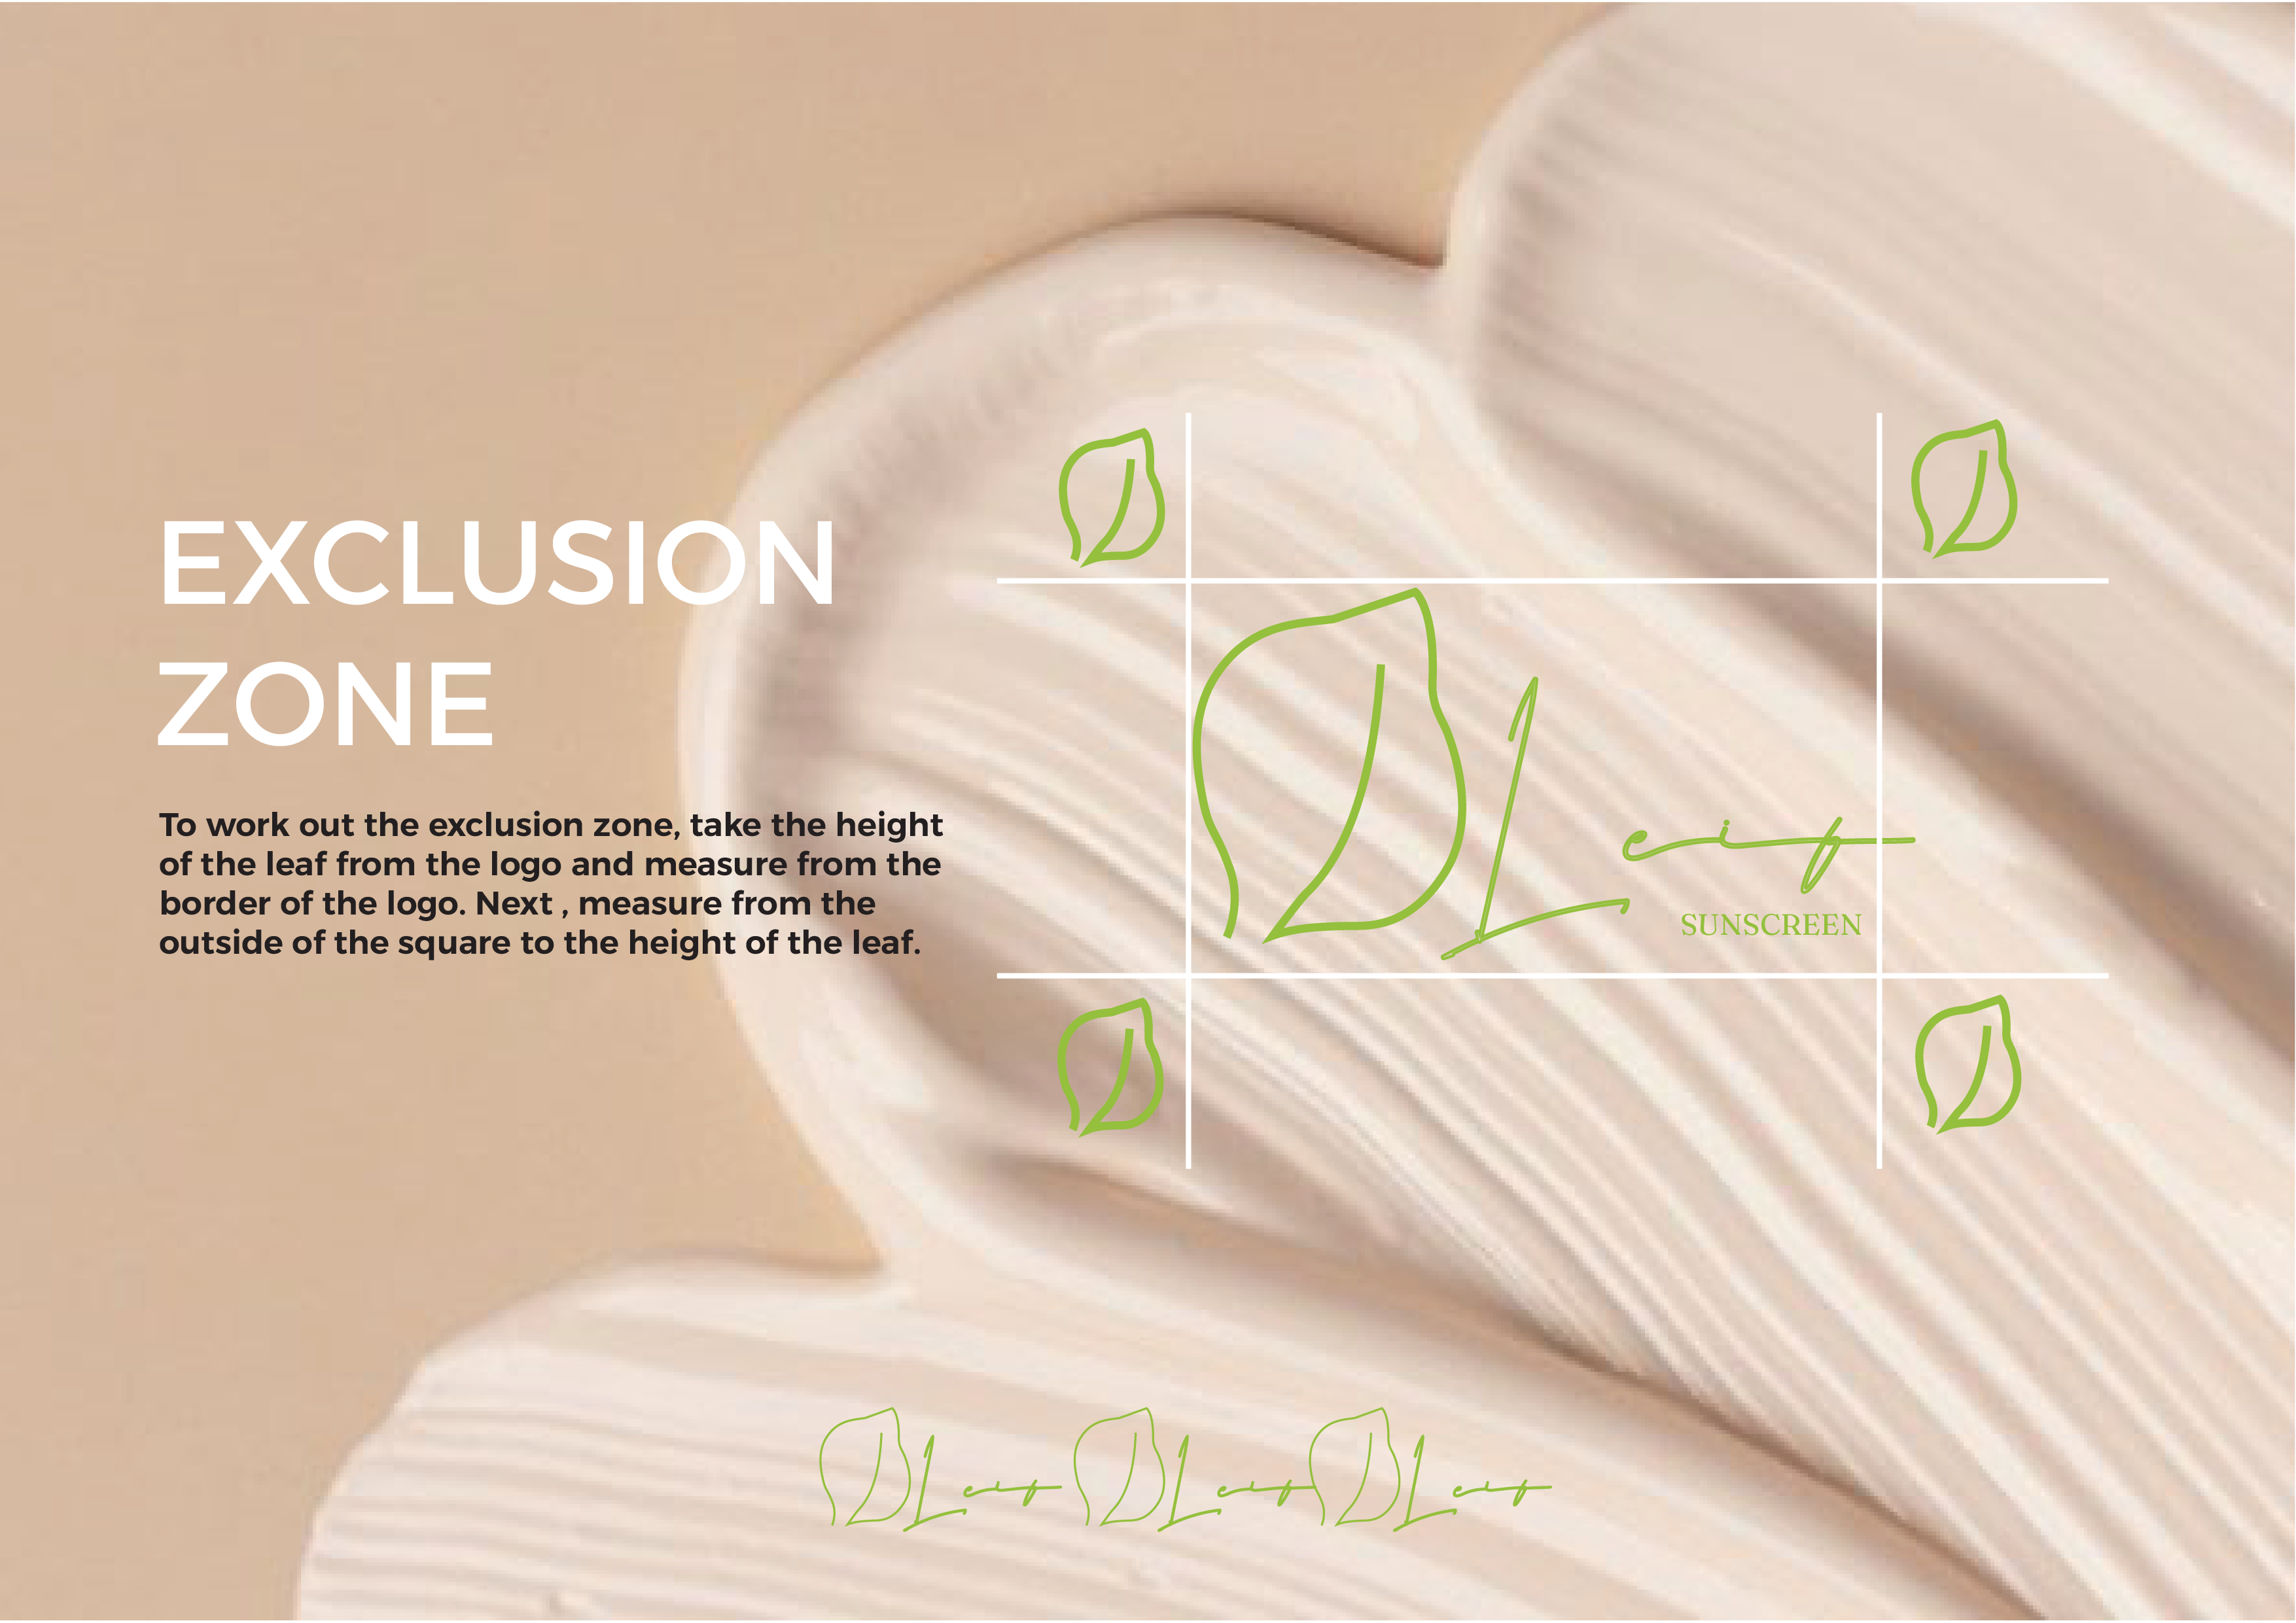 EXCLUSION
ZONE
To work out the exclusion zone, take the height
of the leaf from the logo and measure from the
border of the logo. Next , measure from the
outside of the square to the height of the leaf.
Leif
SUNSCREEN
Leif Leif Leif